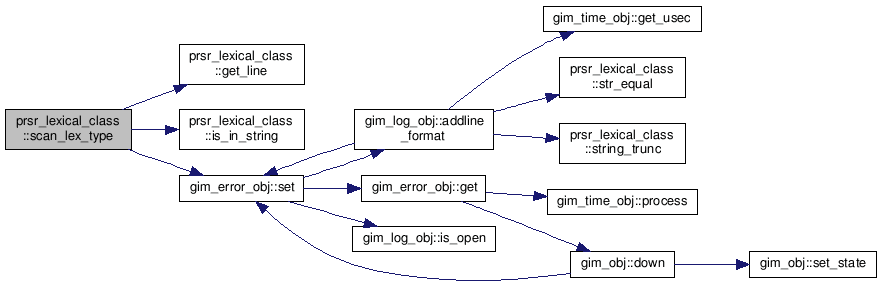 prsr_lexical_class
::scan_lex_type
prsr_lexical_class
::get_line
prsr_lexical_class
::is_in_string
gim_error_obj::set
gim_log_obj::addline
_format
gim_error_obj::get
gim_log_obj::is_open
gim_time_obj::get_usec
prsr_lexical_class
::str_equal
prsr_lexical_class
::string_trunc
gim_time_obj::process
gim_obj::down
gim_obj::set_state